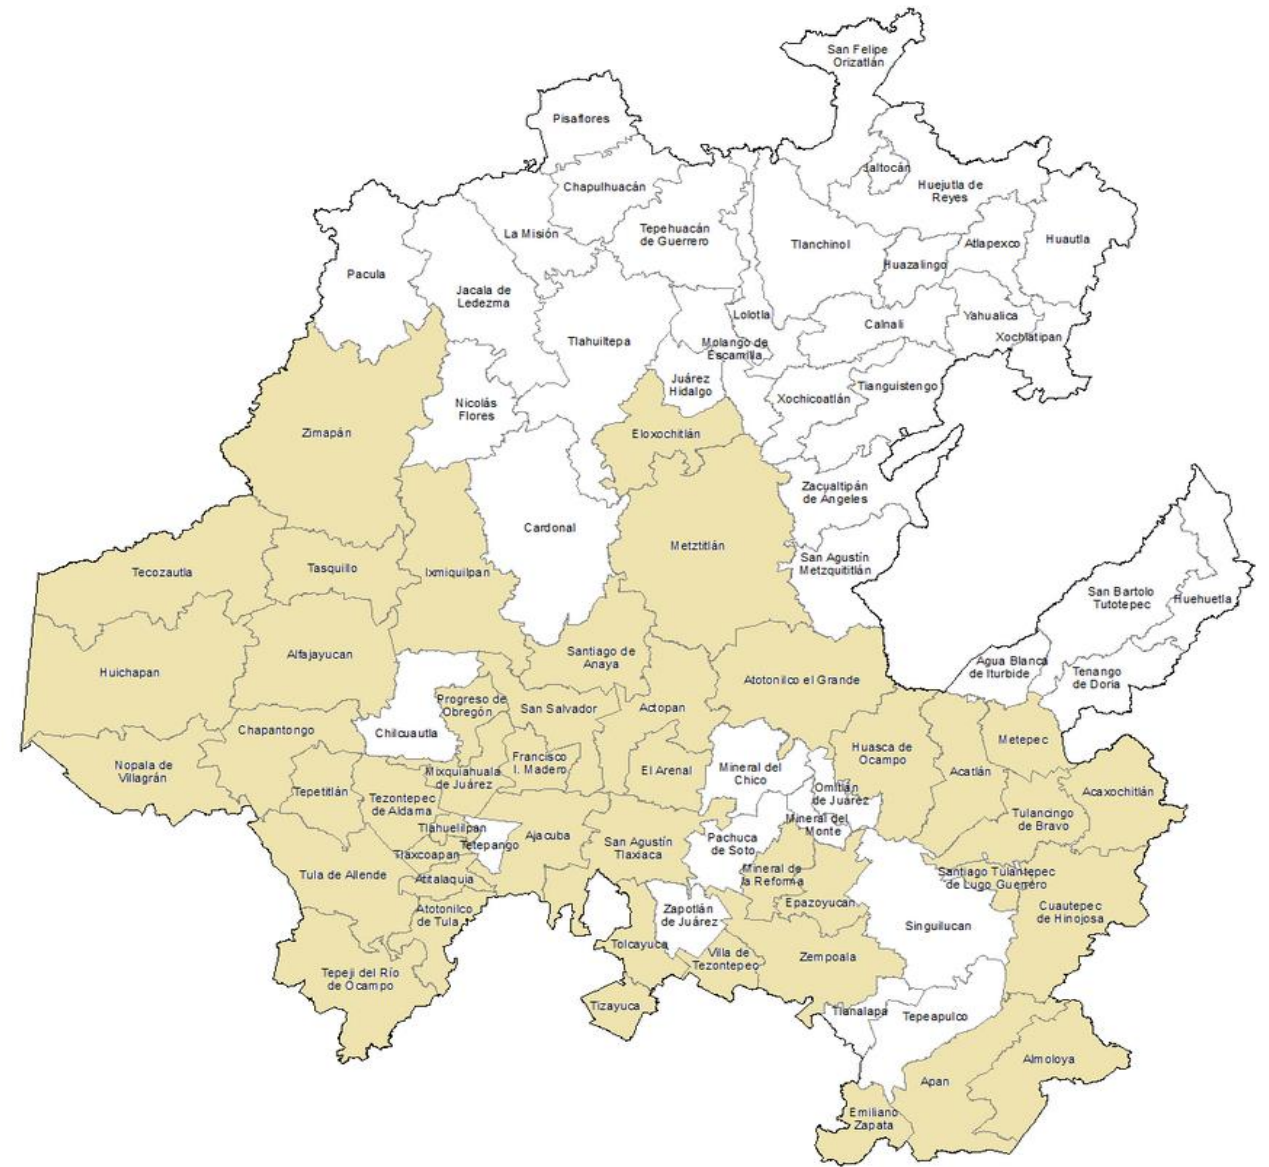 San Felipe
Orizatlán
Pisaflores
Jaltocán
Chapulhuacán
Huejutla de
Reyes
La Misión
Tepehuacán
de Guerrero
Tlanchinol
Atlapexco
Huautla
Huazalingo
Pacula
Jacala de
Ledezma
Lolotla
Calnali
Yahualica
Xochiatipan
Tlahuiltepa
Molango de
Escamilla
Juárez
Hidalgo
Tianguistengo
Xochicoatlán
Nicolás
Flores
Zimapán
Eloxochitlán
Zacualtipán
de Ángeles
Cardonal
Metztitlán
San Agustín
Metzquititlán
Tecozautla
Tasquillo
Ixmiquilpan
San Bartolo
Tutotepec
Huehuetla
Huichapan
Alfajayucan
Santiago de
Anaya
Atotonilco el Grande
Agua Blanca
de Iturbide
Tenango
de Doria
Progreso de
Obregón
San Salvador
Actopan
Chapantongo
Chilcuautla
Metepec
Nopala de
Villagrán
Francisco
I. Madero
El Arenal
Mineral del
Chico
Huasca de
Ocampo
Acatlán
Mixquiahuala
de Juárez
Tepetitlán
Tezontepec
de Aldama
Omitlán
de Juárez
Acaxochitlán
Tulancingo
de Bravo
Mineral del
Monte
Tlahuelilpan
Tetepango
Ajacuba
San Agustín
Tlaxiaca
Pachuca
de Soto
Tlaxcoapan
Tula de Allende
Atitalaquia
Mineral de
la Reforma
Santiago Tulantepec
de Lugo Guerrero
Atotonilco
de Tula
Zapotlán
de Juárez
Epazoyucan
Singuilucan
Cuautepec
de Hinojosa
Tolcayuca
Villa de
Tezontepec
Zempoala
Tepeji del Río
de Ocampo
Tizayuca
Tlanalapa
Tepeapulco
Almoloya
Apan
Emiliano
Zapata